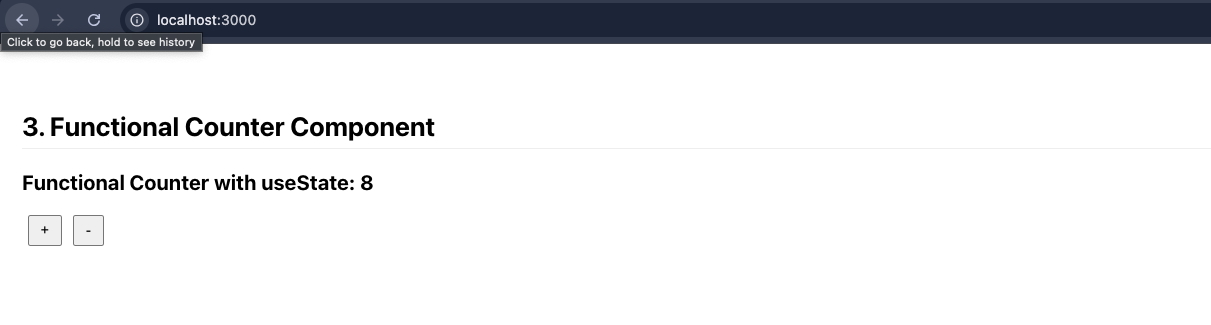 localhost:3000
Click to go back, hold to see history
3. Functional Counter Component
Functional Counter with useState: 8
+ -